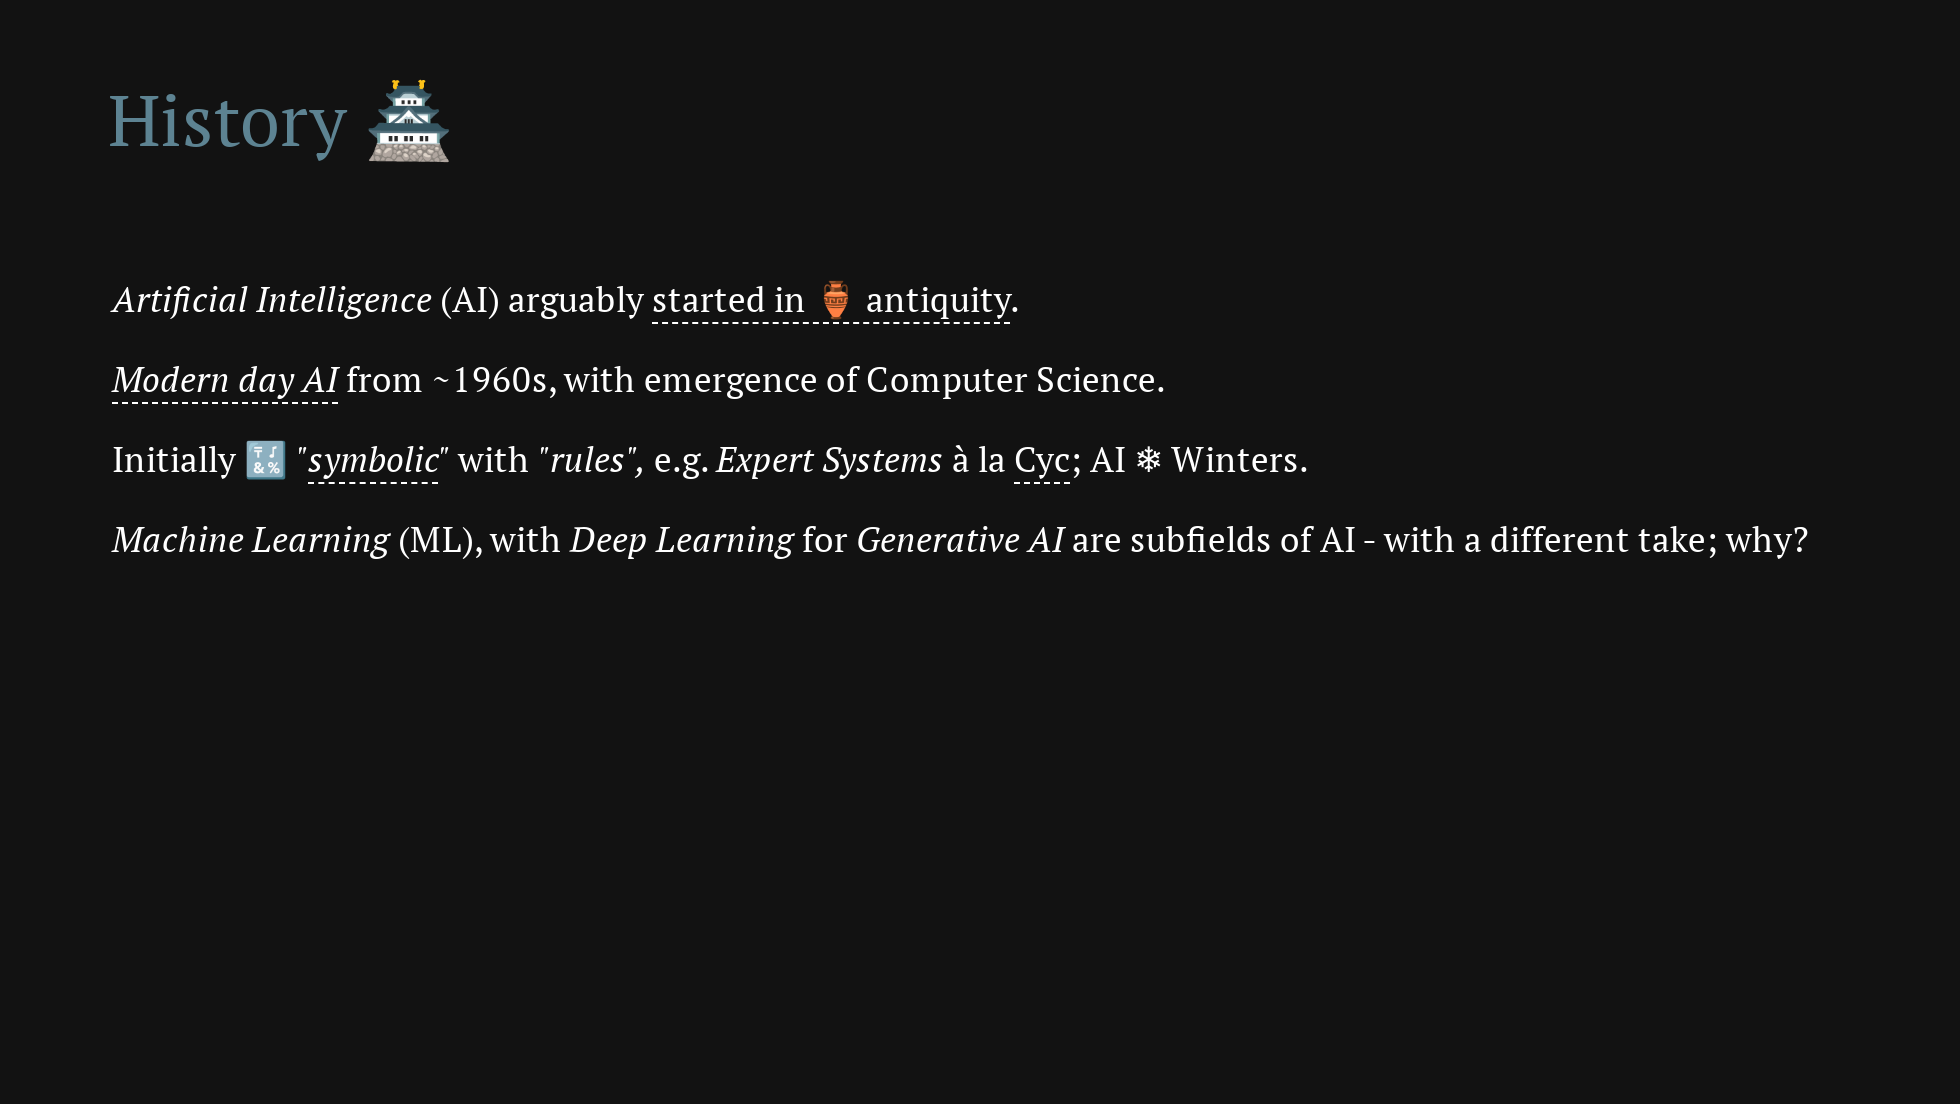 History 🏯
Artificial Intelligence (AI) arguably started in 🏺 antiquity.
Modern day AI from ~1960s, with emergence of Computer Science.
Initially 🔣 "symbolic" with "rules", e.g. Expert Systems à la Cyc; AI ❄ Winters.
Machine Learning (ML), with Deep Learning for Generative AI are subfields of AI - with a different take; why?